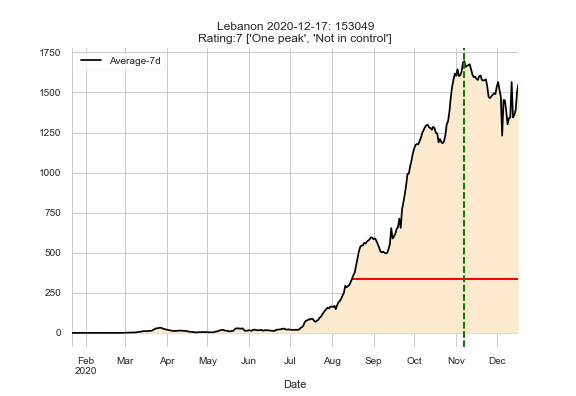 Lebanon 2020-12-17: 153049
Rating:7 ['One peak', 'Not in control']
Average-7d
1750
1500
1250
1000
750
500
250
0
Feb Mar Apr May Jun Jul Aug Sep Oct Nov Dec
2020
Date